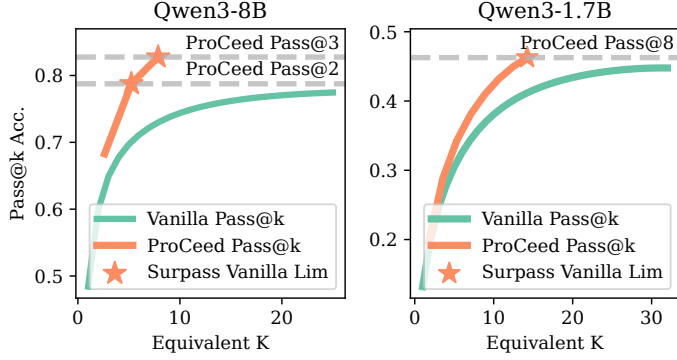 Qwen3-8B
Pass@k Acc.
0.8
0.7
0.6
0.5
ProCeed Pass@3
ProCeed Pass@2
Vanilla Pass@k
ProCeed Pass@k
Surpass Vanilla Lim
0
10
20
Equivalent K
Qwen3-1.7B
0.5
0.4
0.3
0.2
ProCeed Pass@8
Vanilla Pass@k
ProCeed Pass@k
Surpass Vanilla Lim
0
10
20
30
Equivalent K